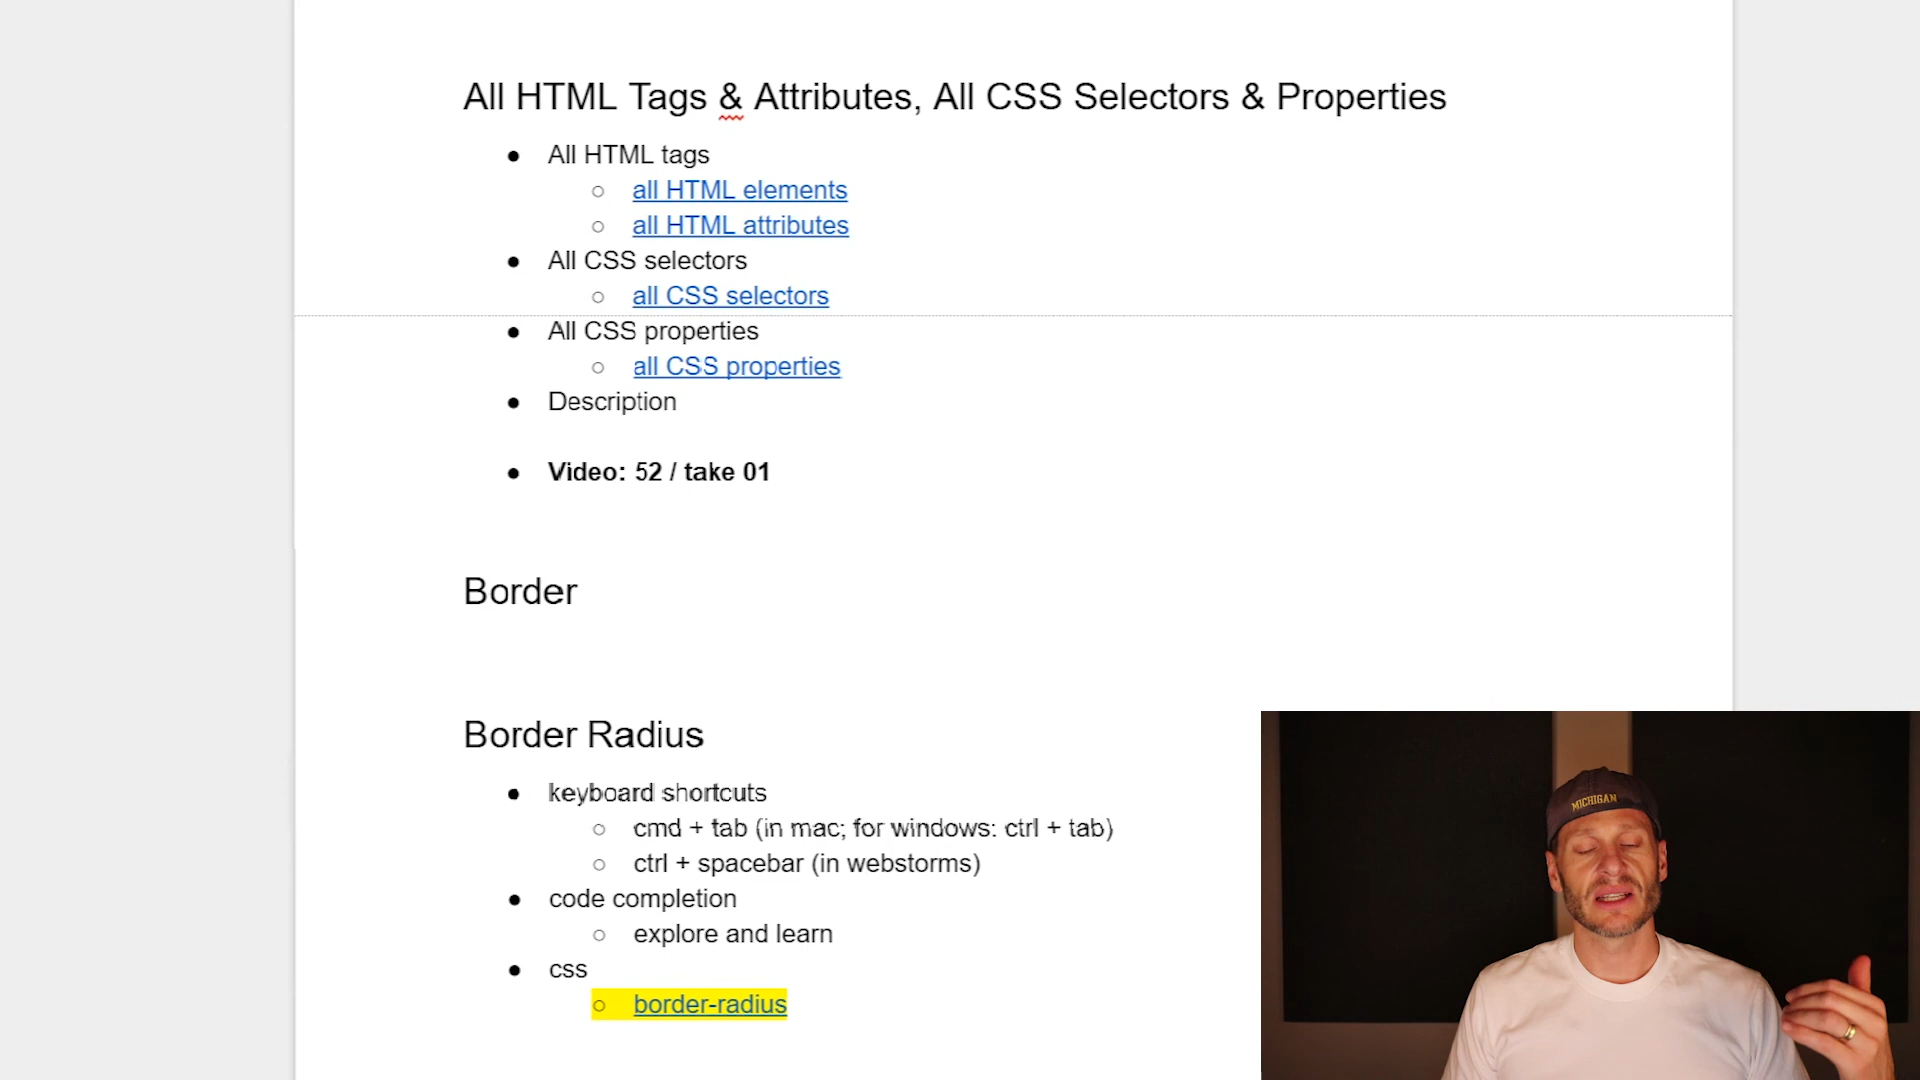 All HTML Tags & Attributes, All CSS Selectors & Properties
All HTML tags
all HTML elements
all HTML attributes
All CSS selectors
all CSS selectors
All CSS properties
all CSS properties
Description
Video: 52 / take 01
Border
Border Radius
keyboard shortcuts
cmd + tab (in mac; for windows: ctrl + tab)
ctrl + spacebar (in webstorms)
code completion
explore and learn
css
border-radius
MICHIGAN